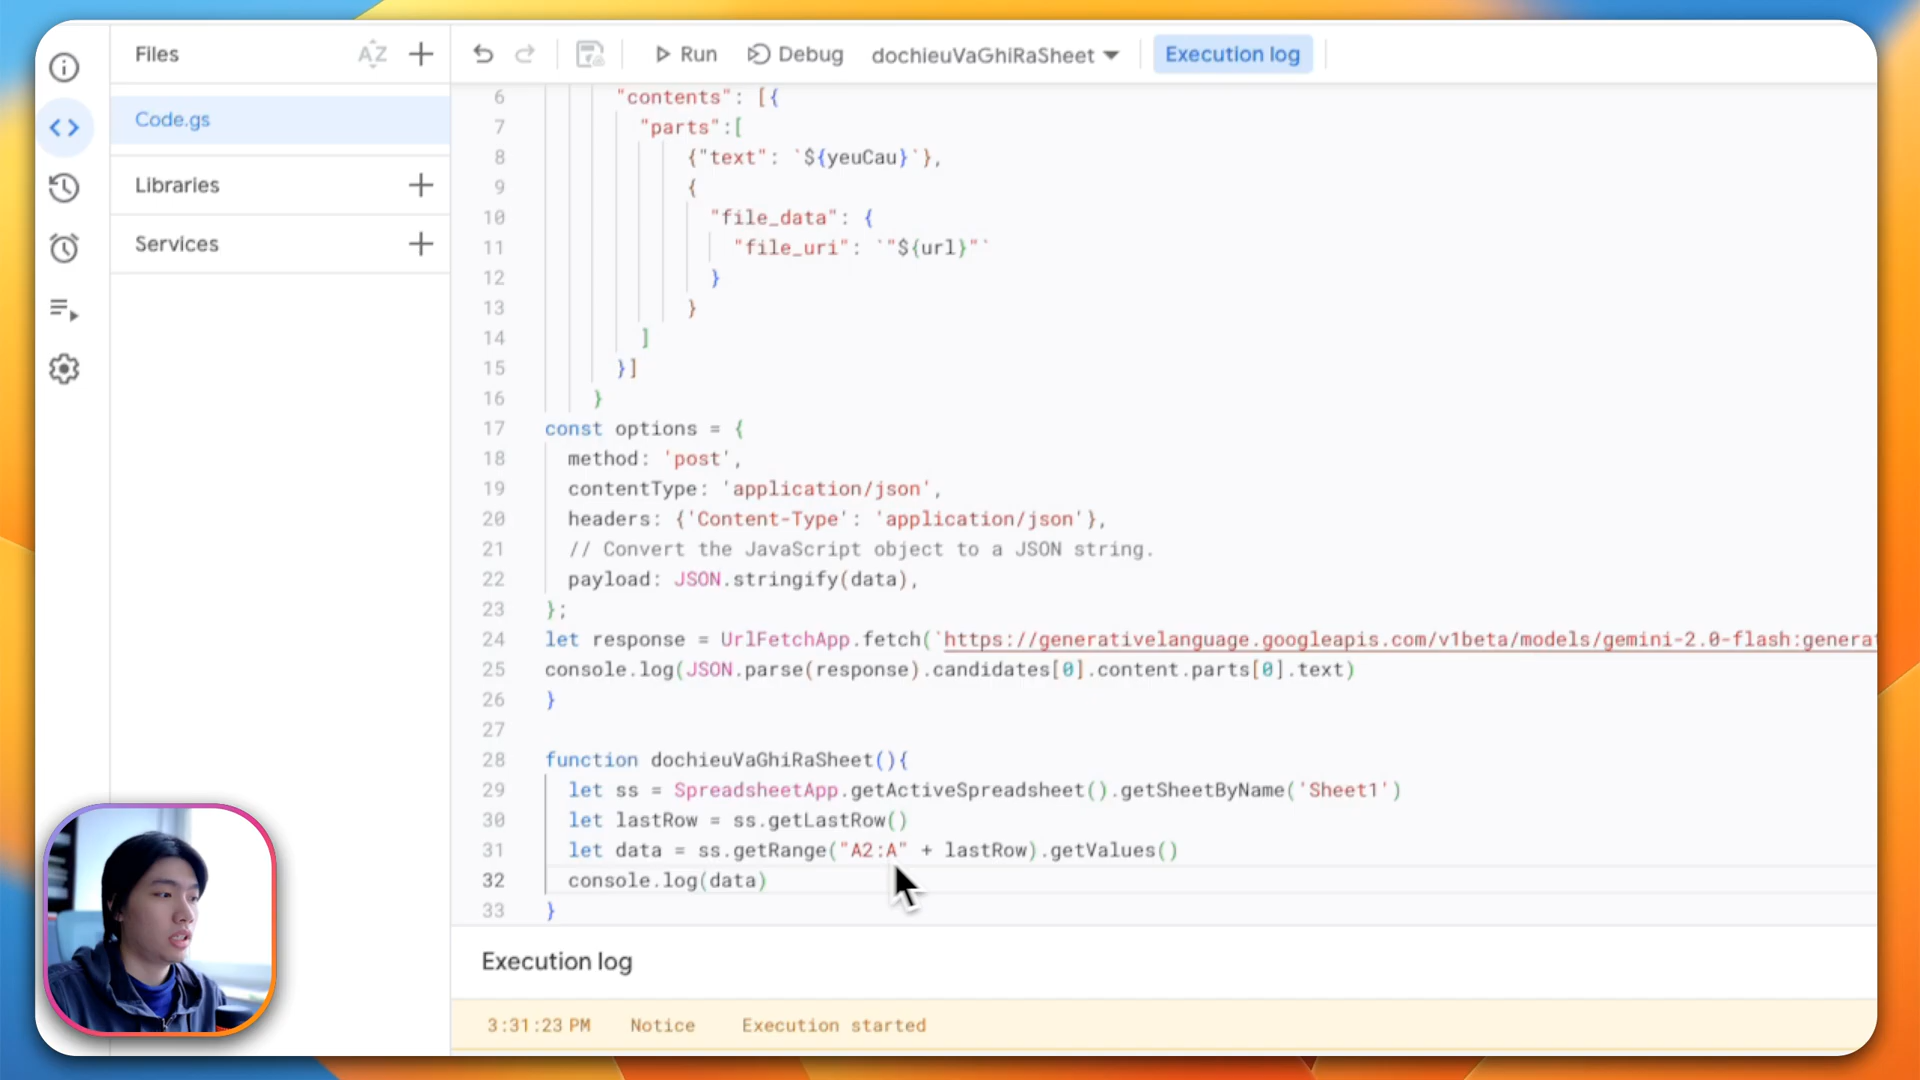 Files
Run
Debug
dochieuVaGhiRaSheet
Execution log
Code.gs
Libraries
Services
6 "contents": [{
7 "parts":[
8 {"text": `${yeuCau}`},
9 {
10 "file_data": {
11 "file_uri": `"${url}"`
12 }
13 }
14 ]
15 }]
16 }
17 const options = {
18 method: 'post',
19 contentType: 'application/json',
20 headers: {'Content-Type': 'application/json'},
21 // Convert the JavaScript object to a JSON string.
22 payload: JSON.stringify(data),
23 };
24 let response = UrlFetchApp.fetch(`https://generativelanguage.googleapis.com/v1beta/models/gemini-2.0-flash:generat
25 console.log(JSON.parse(response).candidates[0].content.parts[0].text)
26 }
27
28 function dochieuVaGhiRaSheet(){
29 let ss = SpreadsheetApp.getActiveSpreadsheet().getSheetByName('Sheet1')
30 let lastRow = ss.getLastRow()
31 let data = ss.getRange("A2:A" + lastRow).getValues()
32 console.log(data)
33 }
Execution log
3:31:23 PM Notice Execution started